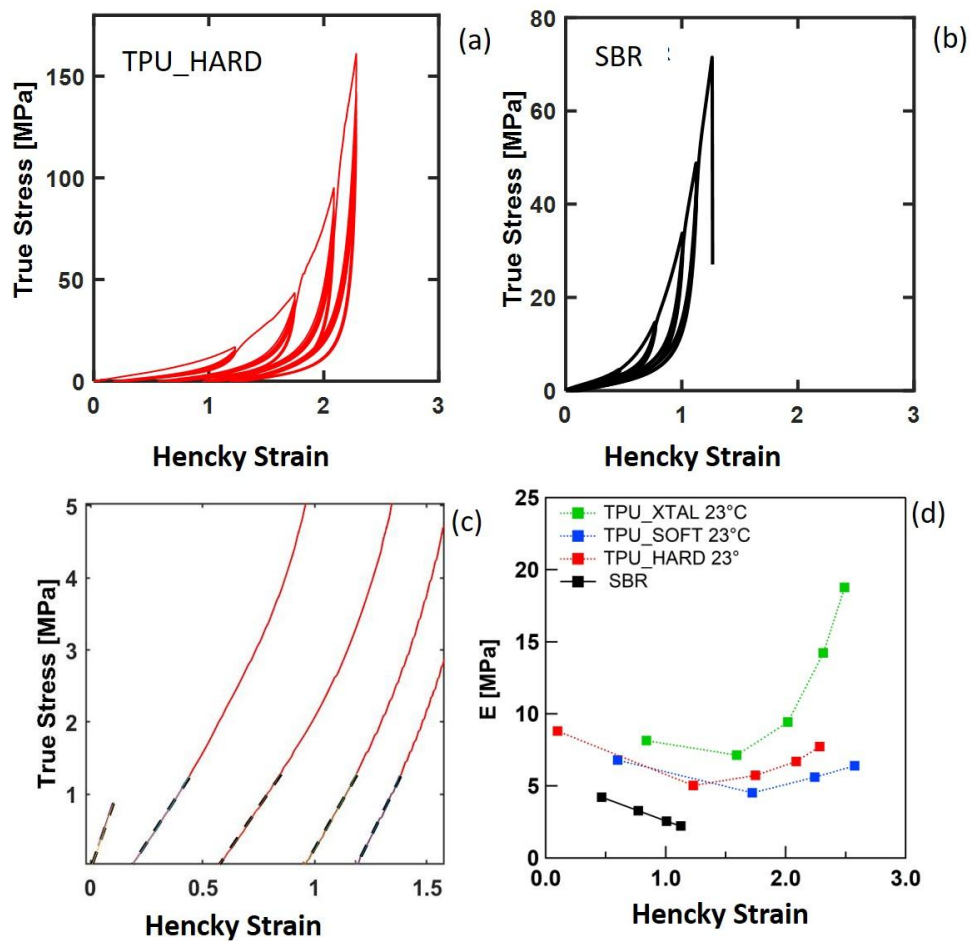 TPU_HARD
(a)
150
100
50
0
0
1
2
3
True Stress [MPa]
Hencky Strain
SBR
(b)
80
60
40
20
0
0
1
2
3
True Stress [MPa]
Hencky Strain
(c)
5
4
3
2
1
0
0.5
1
1.5
True Stress [MPa]
Hencky Strain
(d)
TPU_XTAL 23°C
TPU_SOFT 23°C
TPU_HARD 23°
SBR
25
20
15
10
5
0
0.0
1.0
2.0
3.0
E [MPa]
Hencky Strain